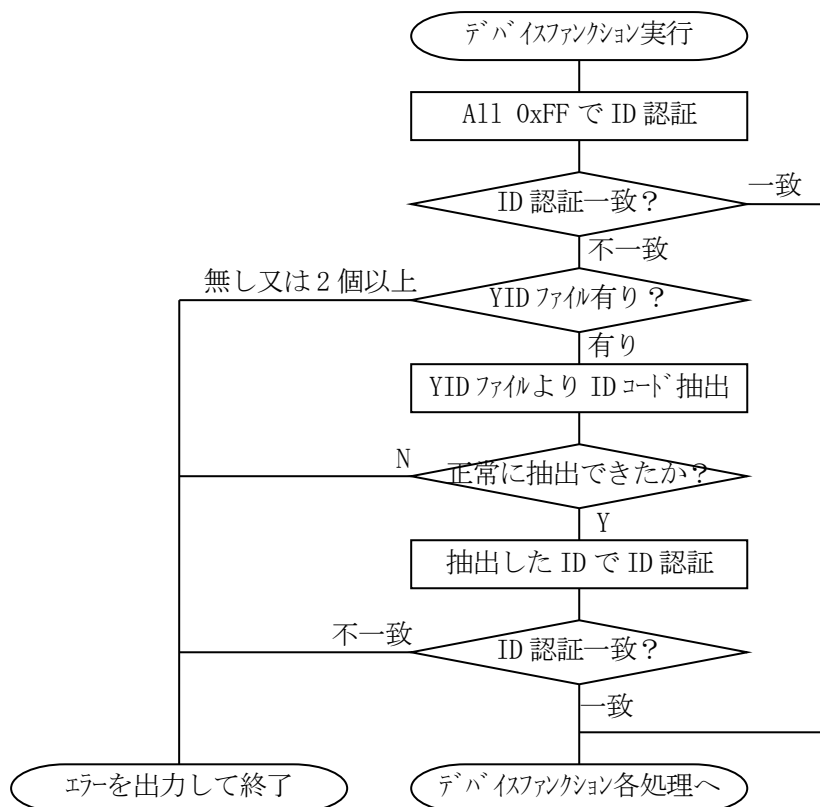 ﾃﾞﾊﾞｲｽﾌｧﾝｸｼｮﾝ実行
All 0xFF で ID 認証
一致
ID 認証一致？
不一致
無し又は２個以上
YID ﾌｧｲﾙ有り？
有り
YID ﾌｧｲﾙより ID ｺｰﾄﾞ抽出
N
正常に抽出できたか？
Y
抽出した ID で ID 認証
不一致
ID 認証一致？
一致
ｴﾗｰを出力して終了
ﾃﾞﾊﾞｲｽﾌｧﾝｸｼｮﾝ各処理へ